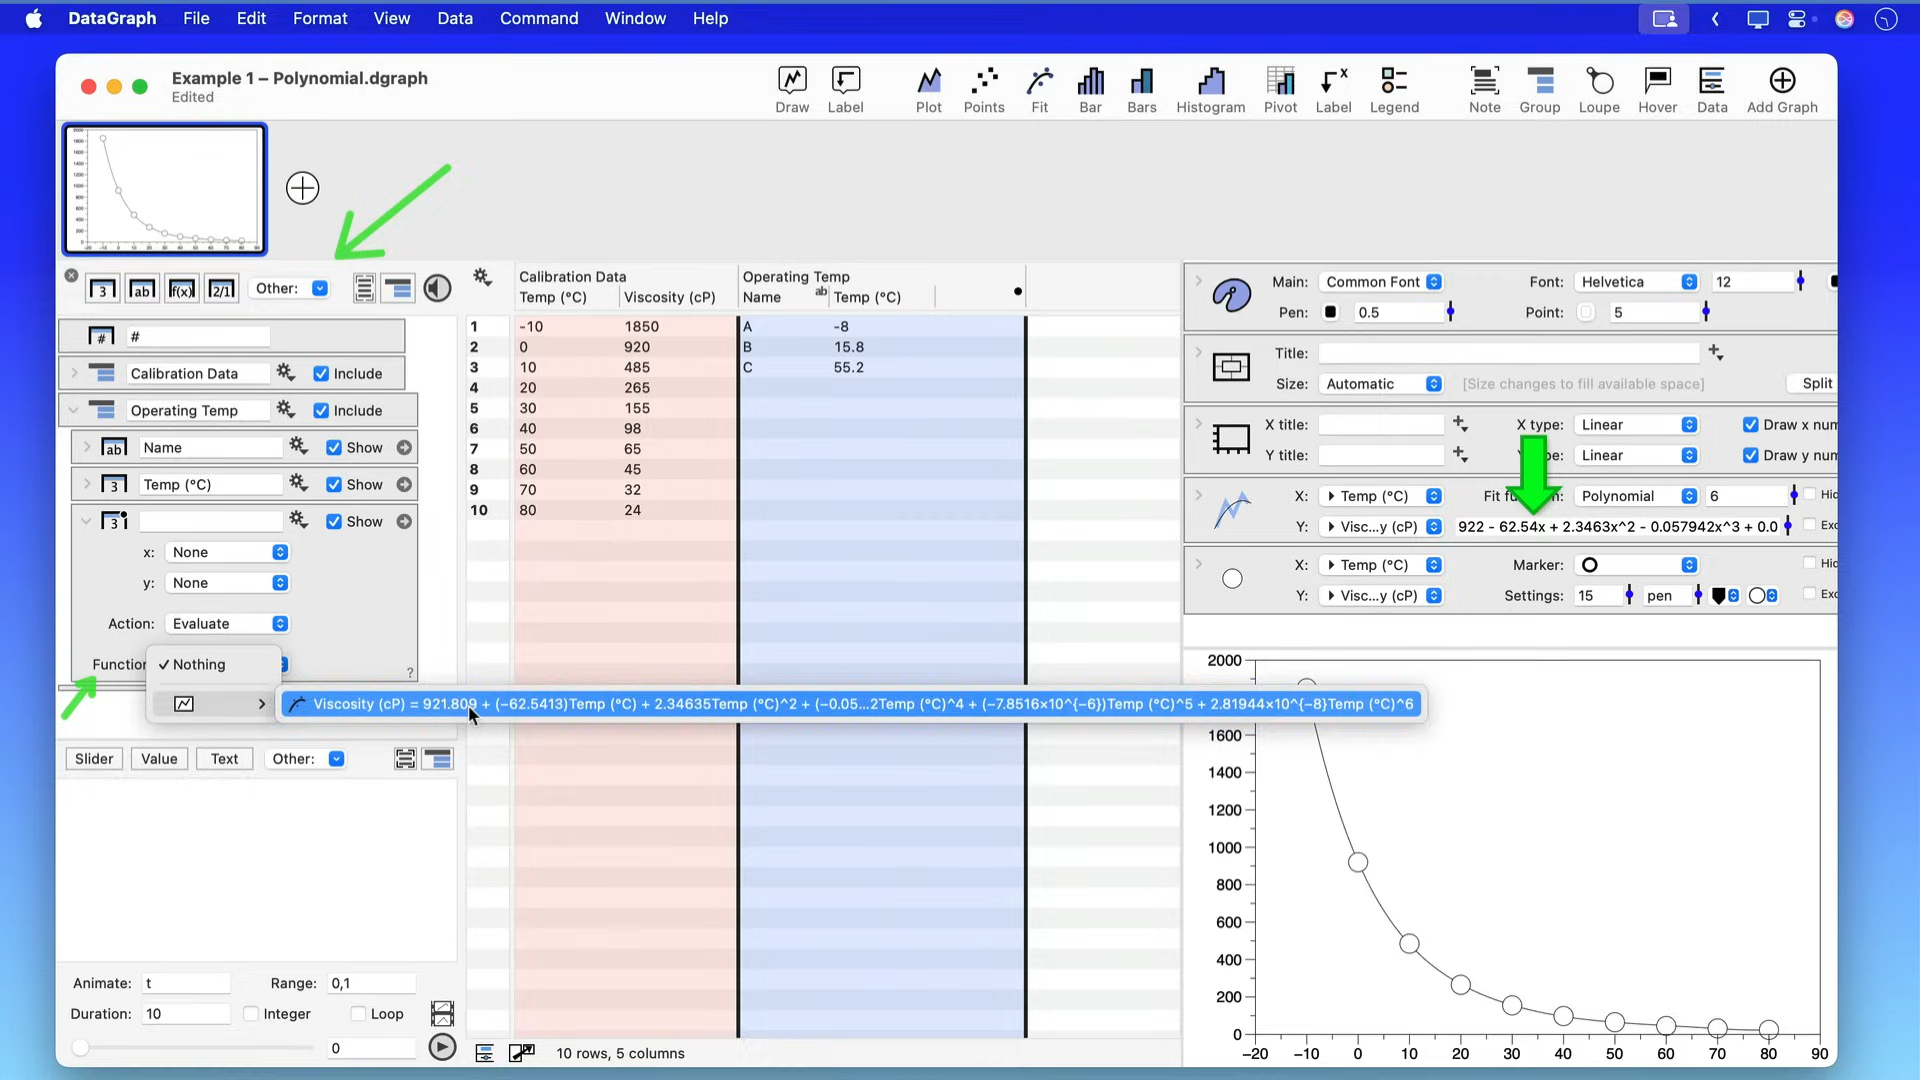 DataGraph File Edit Format View Data Command Window Help
Example 1 – Polynomial.dgraph
Edited
Draw Label Plot Points Fit Bar Bars Histogram Pivot Label Legend Note Group Loupe Hover Data Add Graph
Other:
#
Calibration Data Include
Operating Temp Include
Name Show
Temp (°C) Show
Show
x: None
y: None
Action: Evaluate
Function
✓ Nothing
?
Viscosity (cP) = 921.809 + (−62.5413)Temp (°C) + 2.34635Temp (°C)^2 + (−0.05...2Temp (°C)^4 + (−7.8516×10^{−6})Temp (°C)^5 + 2.81944×10^{−8}Temp (°C)^6
Slider Value Text Other:
Animate: t Range: 0,1
Duration: 10 Integer Loop
0
Calibration Data Operating Temp
Temp (°C) Viscosity (cP) Name ab Temp (°C)
1 -10 1850 A -8
2 0 920 B 15.8
3 10 485 C 55.2
4 20 265
5 30 155
6 40 98
7 50 65
8 60 45
9 70 32
10 80 24
10 rows, 5 columns
Main: Common Font Font: Helvetica 12
Pen: 0.5 Point: 5
Title:
Size: Automatic [Size changes to fill available space] Split
X title: X type: Linear Draw x num
Y title: Linear Draw y num
X: Temp (°C) Polynomial 6
Y: Visc...y (cP) 922 - 62.54x + 2.3463x^2 - 0.057942x^3 + 0.0
X: Temp (°C) Marker:
Y: Visc...y (cP) Settings: 15 pen
2000
1600
1400
1200
1000
800
600
400
200
0
−20 −10 0 10 20 30 40 50 60 70 80 90